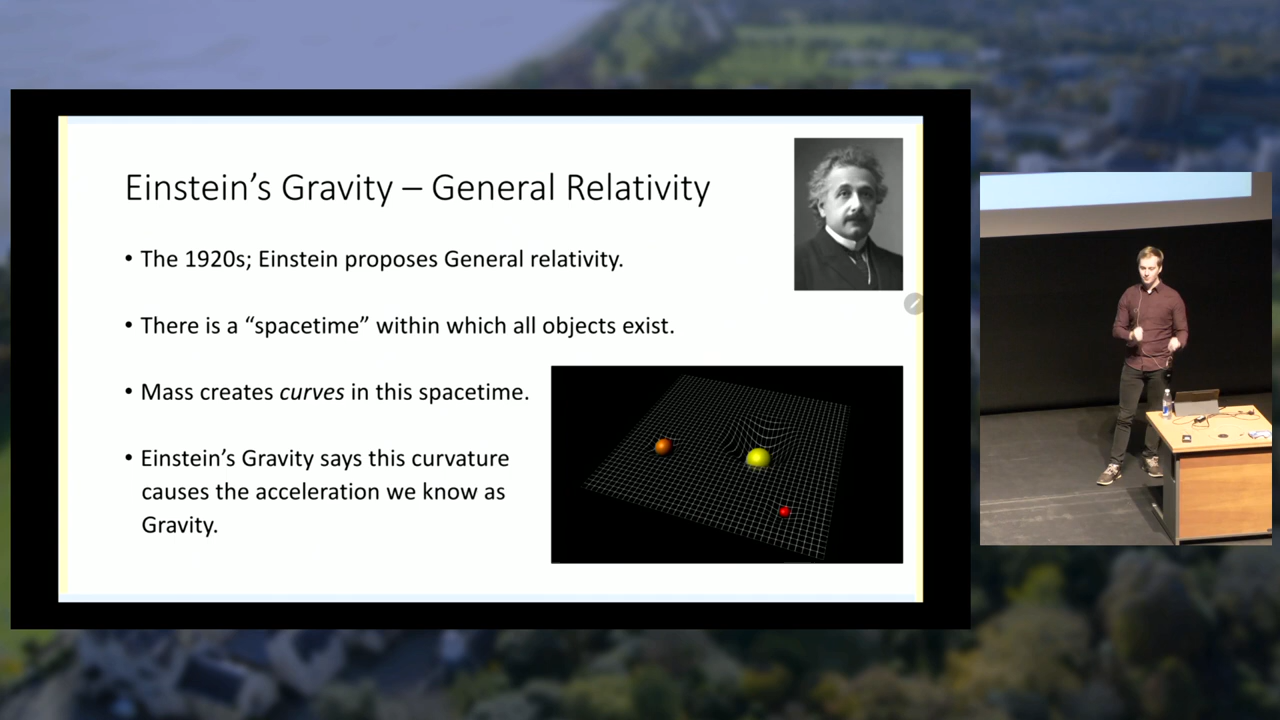 Einstein’s Gravity – General Relativity
• The 1920s; Einstein proposes General relativity.
• There is a “spacetime” within which all objects exist.
• Mass creates curves in this spacetime.
• Einstein’s Gravity says this curvature
causes the acceleration we know as
Gravity.